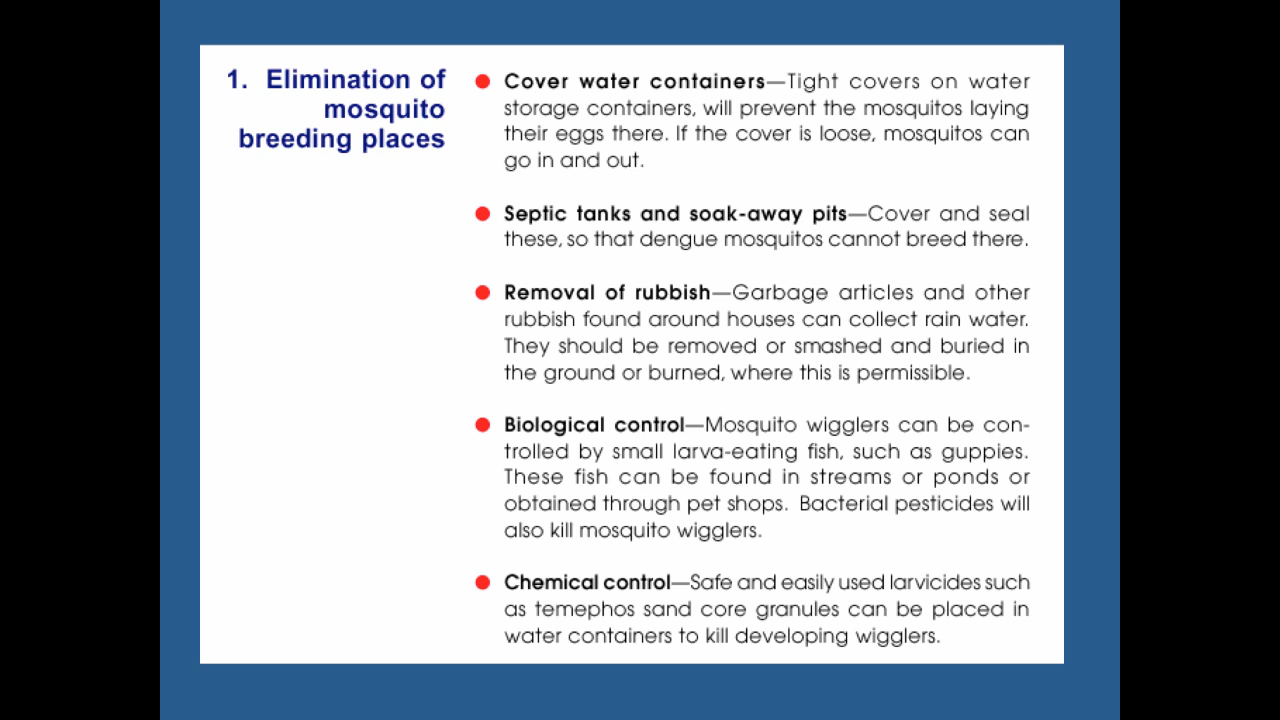 1. Elimination of
mosquito
breeding places
Cover water containers—Tight covers on water
storage containers, will prevent the mosquitos laying
their eggs there. If the cover is loose, mosquitos can
go in and out.
Septic tanks and soak-away pits—Cover and seal
these, so that dengue mosquitos cannot breed there.
Removal of rubbish—Garbage articles and other
rubbish found around houses can collect rain water.
They should be removed or smashed and buried in
the ground or burned, where this is permissible.
Biological control—Mosquito wigglers can be con-
trolled by small larva-eating fish, such as guppies.
These fish can be found in streams or ponds or
obtained through pet shops. Bacterial pesticides will
also kill mosquito wigglers.
Chemical control—Safe and easily used larvicides such
as temephos sand core granules can be placed in
water containers to kill developing wigglers.